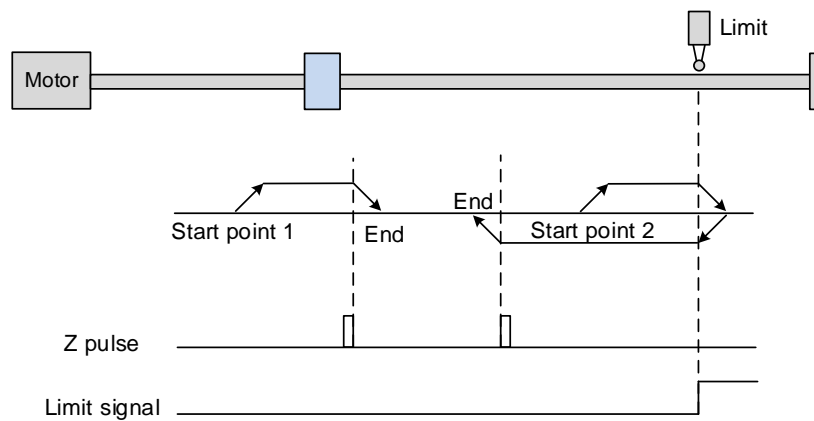 Limit
Motor
End
Start point 1
End
Start point 2
Z pulse
Limit signal